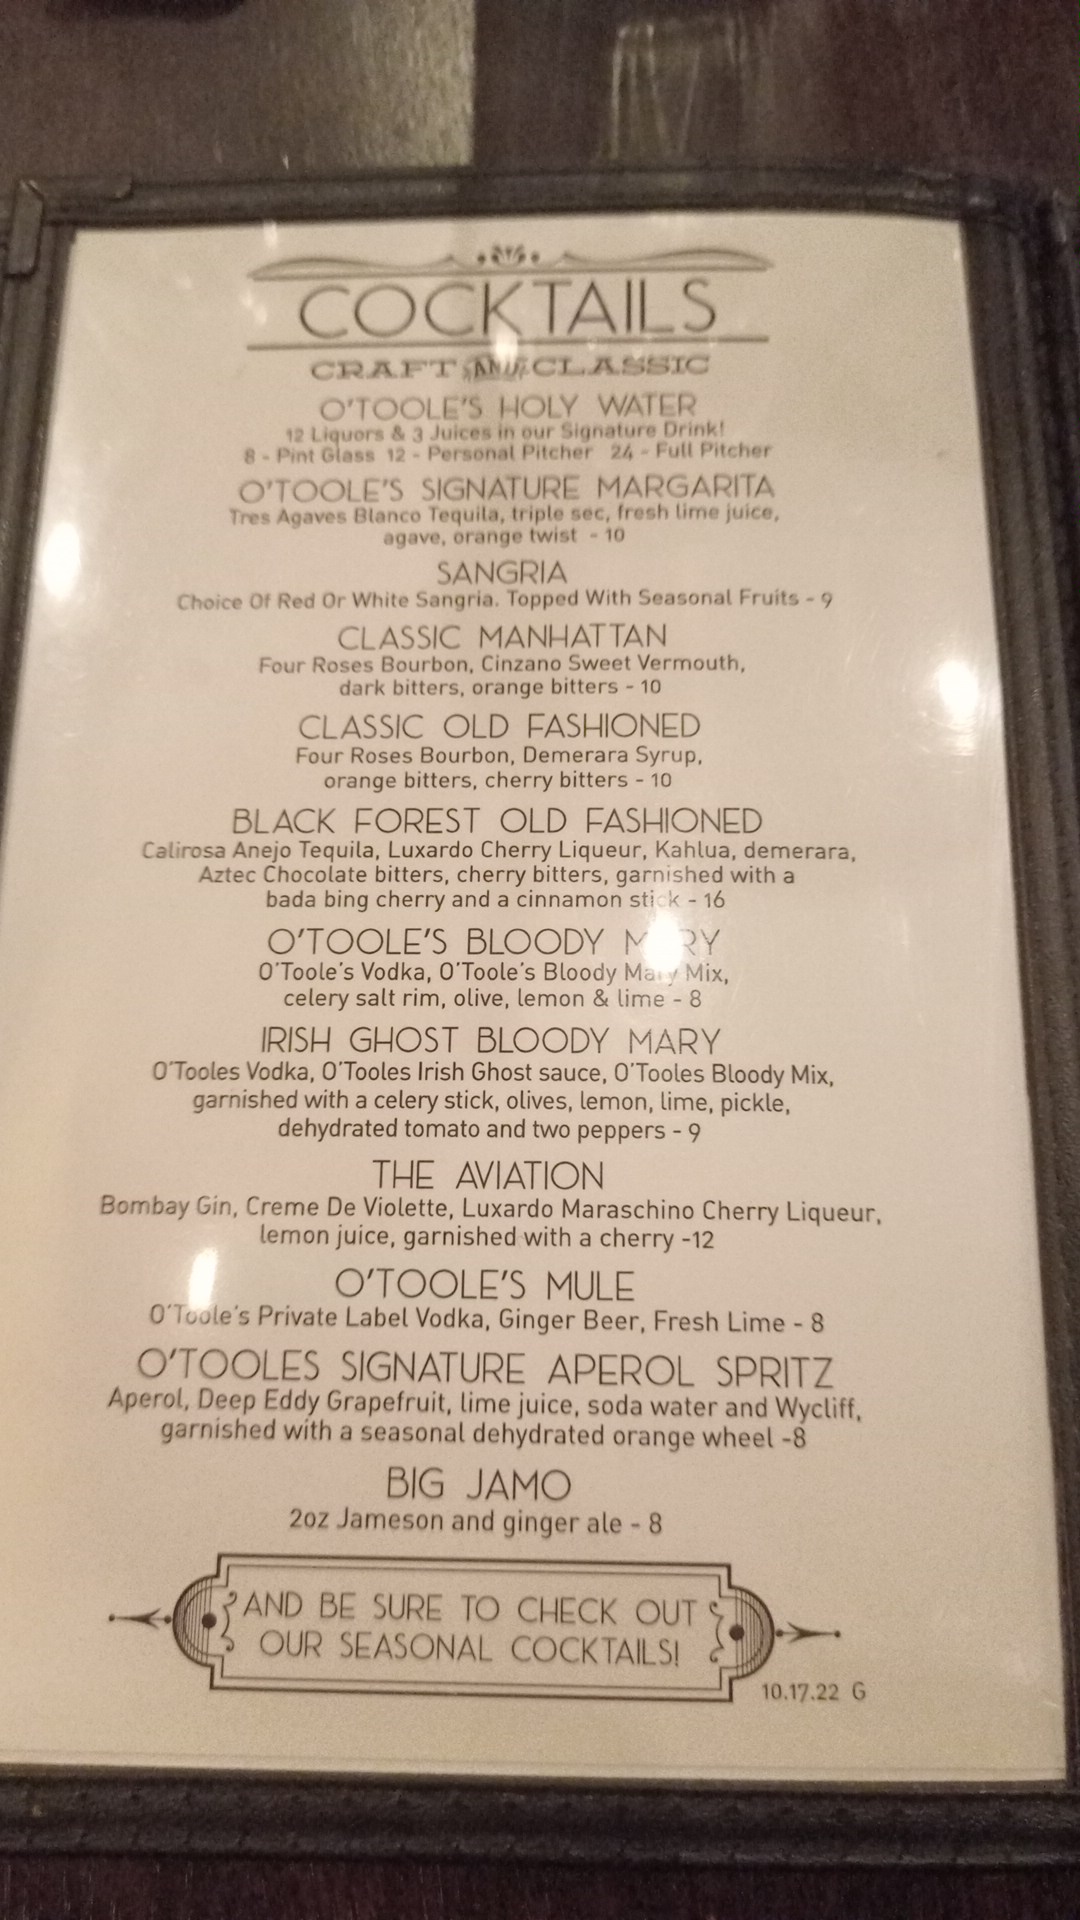 COCKTAILS
CRAFT AND CLASSIC
O'TOOLE'S HOLY WATER
12 Liquors & 3 Juices in our Signature Drink!
8 - Pint Glass 12 - Personal Pitcher 24 - Full Pitcher
O'TOOLE'S SIGNATURE MARGARITA
Tres Agaves Blanco Tequila, triple sec, fresh lime juice,
agave, orange twist - 10
SANGRIA
Choice Of Red Or White Sangria. Topped With Seasonal Fruits - 9
CLASSIC MANHATTAN
Four Roses Bourbon, Cinzano Sweet Vermouth,
dark bitters, orange bitters - 10
CLASSIC OLD FASHIONED
Four Roses Bourbon, Demerara Syrup,
orange bitters, cherry bitters - 10
BLACK FOREST OLD FASHIONED
Calirosa Anejo Tequila, Luxardo Cherry Liqueur, Kahlua, demerara,
Aztec Chocolate bitters, cherry bitters, garnished with a
bada bing cherry and a cinnamon stick - 16
O'TOOLE'S BLOODY MARY
O'Toole's Vodka, O'Toole's Bloody Mary Mix,
celery salt rim, olive, lemon & lime - 8
IRISH GHOST BLOODY MARY
O'Tooles Vodka, O'Tooles Irish Ghost sauce, O'Tooles Bloody Mix,
garnished with a celery stick, olives, lemon, lime, pickle,
dehydrated tomato and two peppers - 9
THE AVIATION
Bombay Gin, Creme De Violette, Luxardo Maraschino Cherry Liqueur,
lemon juice, garnished with a cherry -12
O'TOOLE'S MULE
O'Toole's Private Label Vodka, Ginger Beer, Fresh Lime - 8
O'TOOLES SIGNATURE APEROL SPRITZ
Aperol, Deep Eddy Grapefruit, lime juice, soda water and Wycliff,
garnished with a seasonal dehydrated orange wheel -8
BIG JAMO
2oz Jameson and ginger ale - 8
AND BE SURE TO CHECK OUT
OUR SEASONAL COCKTAILS!
10.17.22 G